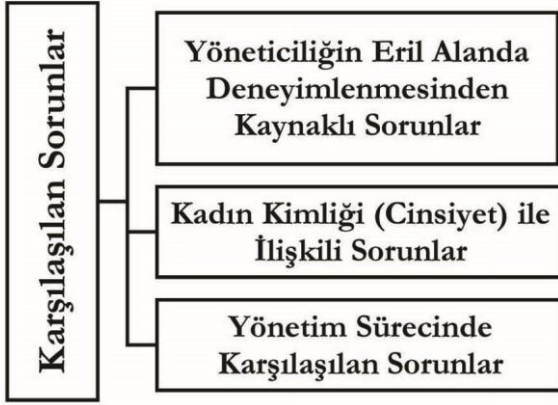 Karşılaşılan Sorunlar
Yöneticiliğin Eril Alanda
Deneyimlenmesinden
Kaynaklı Sorunlar
Kadın Kimliği (Cinsiyet) ile
İlişkili Sorunlar
Yönetim Sürecinde
Karşılaşılan Sorunlar